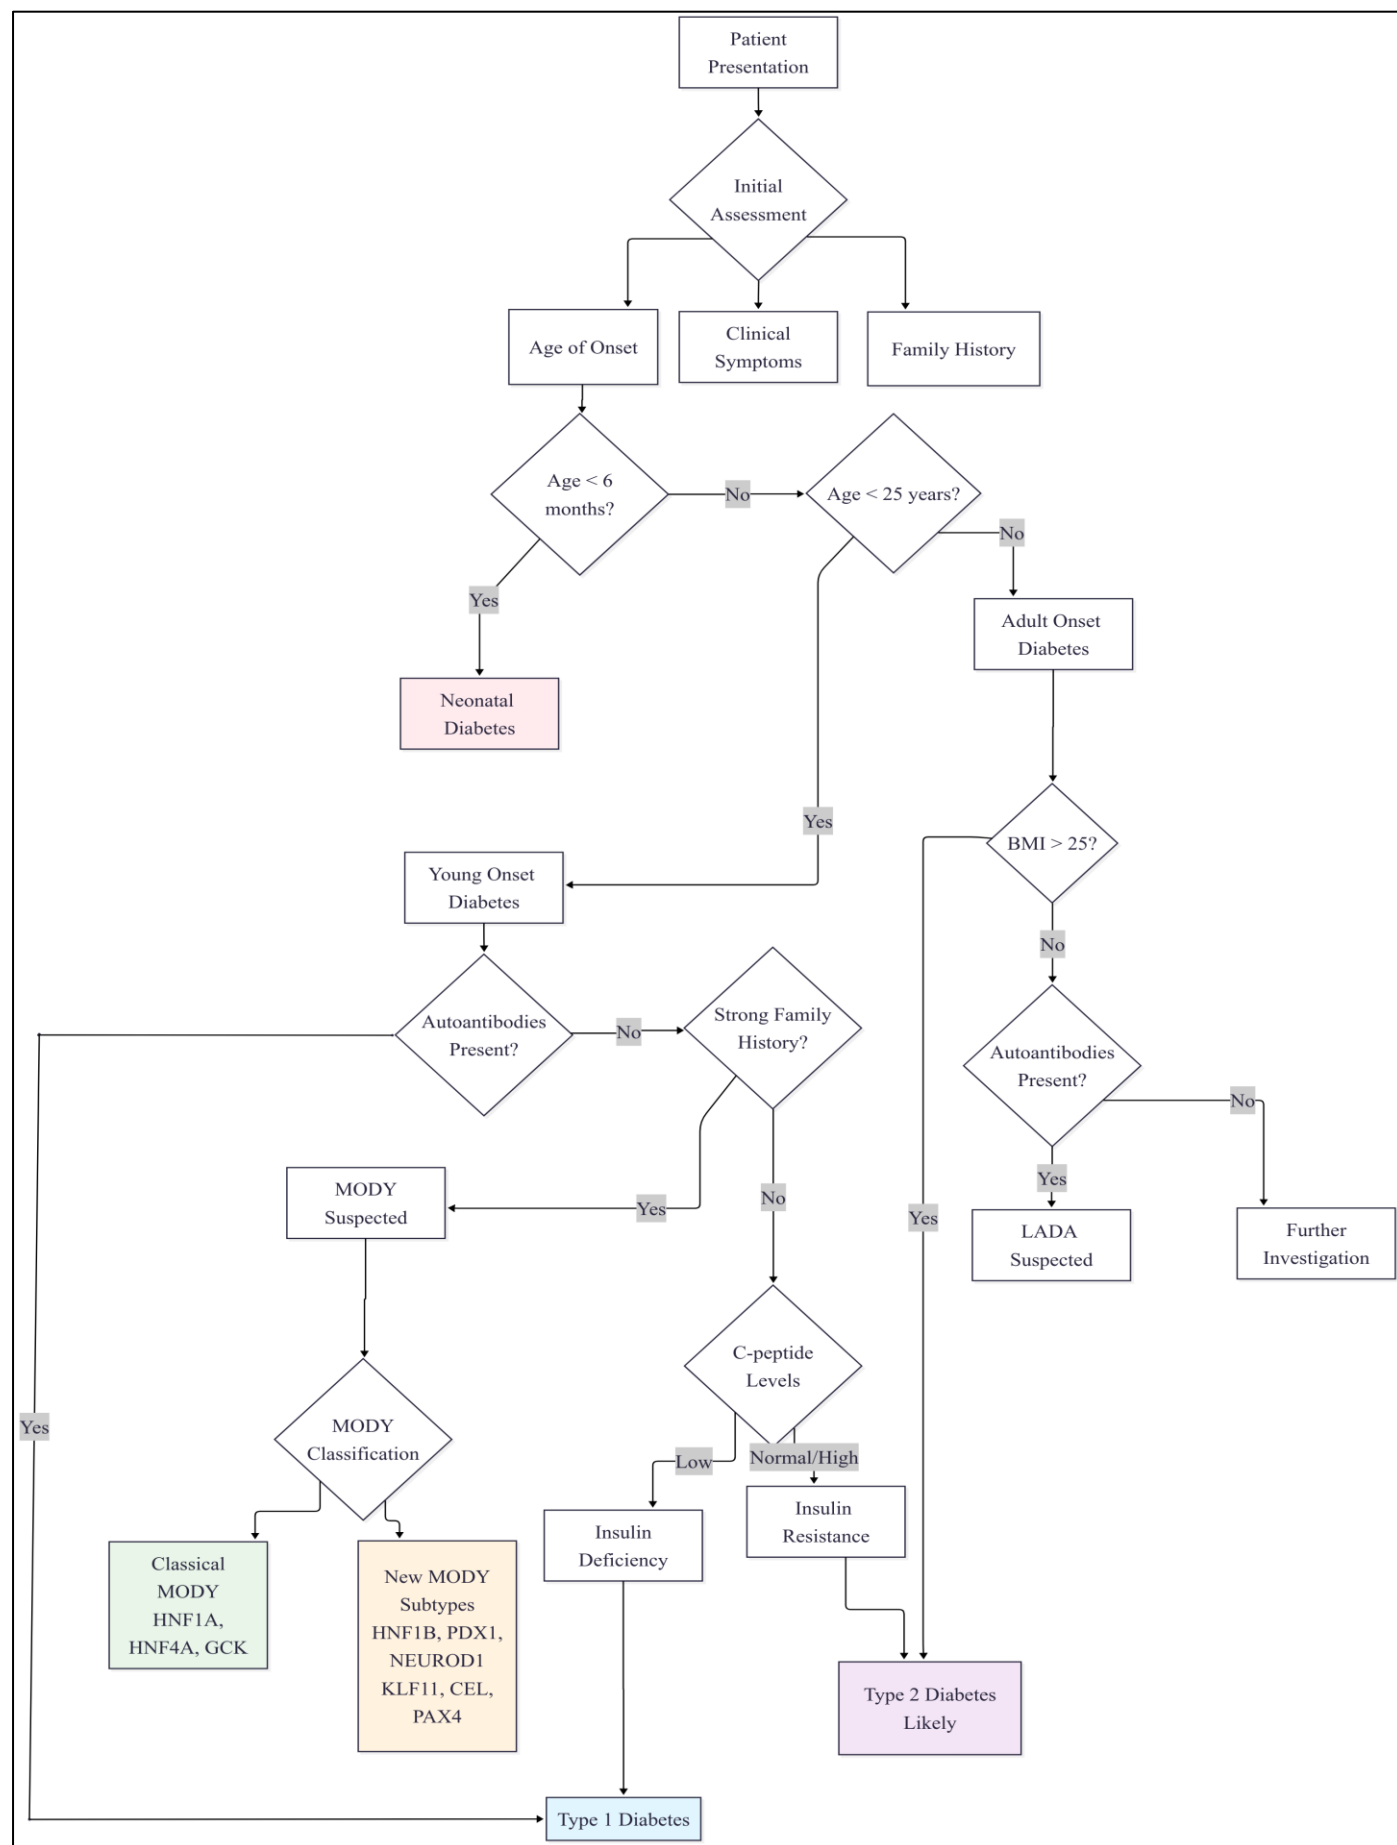 Patient
Presentation
Initial
Assessment
Age of Onset
Clinical
Symptoms
Family History
Age < 6
months?
No
Age < 25 years?
No
Yes
Adult Onset
Diabetes
Neonatal
Diabetes
Yes
BMI > 25?
Young Onset
Diabetes
No
Autoantibodies
Present?
No
Strong Family
History?
Autoantibodies
Present?
No
MODY
Suspected
Yes
No
Yes
Yes
LADA
Suspected
Further
Investigation
C-peptide
Levels
Yes
MODY
Classification
Low
Normal/High
Insulin
Deficiency
Insulin
Resistance
Classical
MODY
HNF1A,
HNF4A, GCK
New MODY
Subtypes
HNF1B, PDX1,
NEUROD1
KLF11, CEL,
PAX4
Type 2 Diabetes
Likely
Type 1 Diabetes